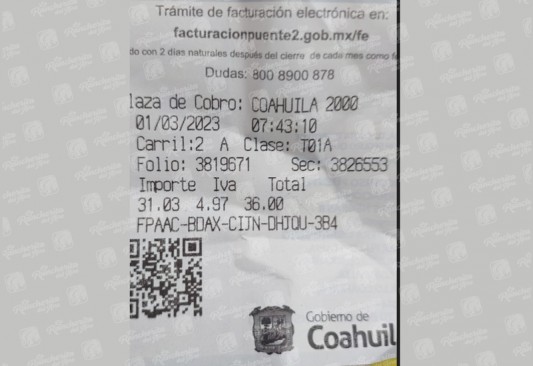 Trámite de facturación electrónica en:
facturacionpuente2.gob.mx/fe
do con 2 días naturales después del cierre de cada mes como
Dudas: 800 8900 878
laza de Cobro: COAHUILA 2000
01/03/2023 07:43:10
Carril:2 A Clase: T01A
Folio: 3819671 Sec: 3826553
Importe Iva Total
31.03 4.97 36.00
FPAAC-BDAX-CIJN-DHJOU-3B4
Gobierno de
Coahuil